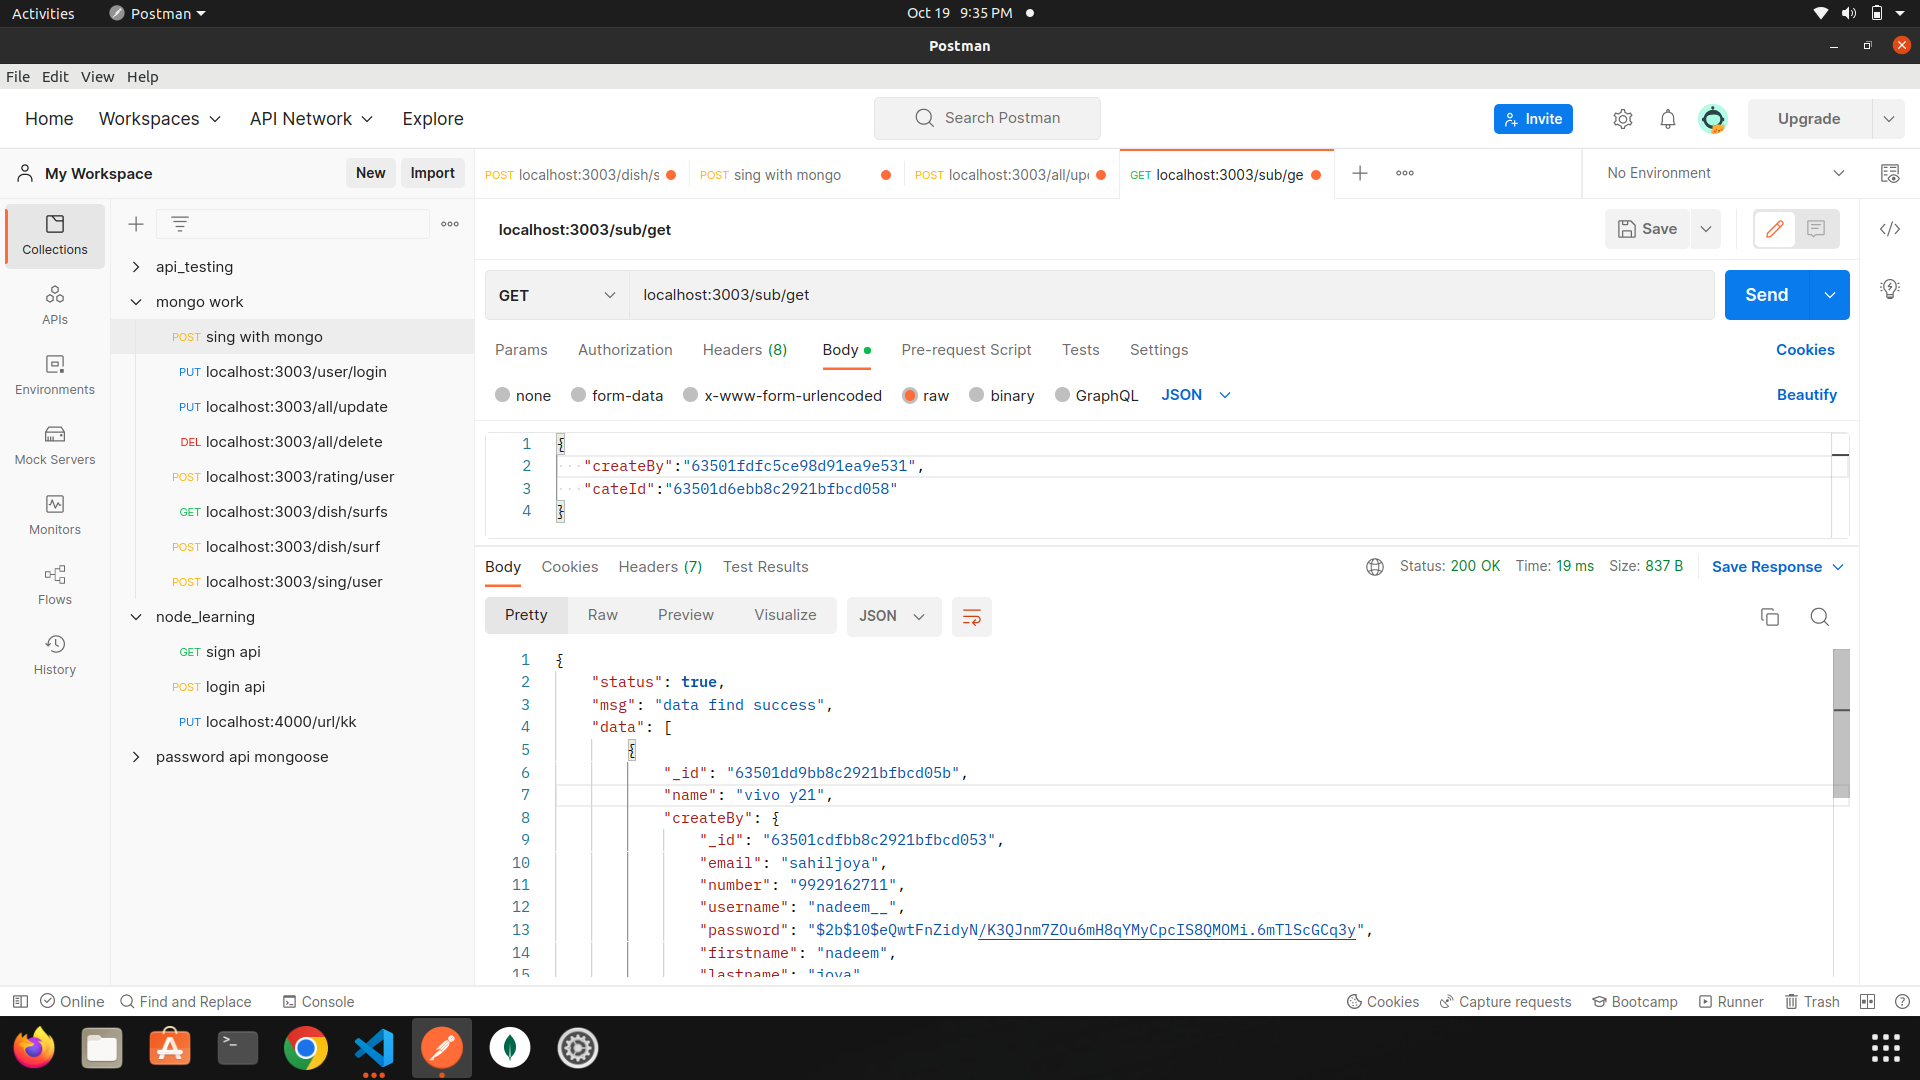 Activities
Postman
Oct 19 9:35 PM
Postman
File Edit View Help
Home Workspaces API Network Explore
Search Postman
Invite
Upgrade
My Workspace
New Import
POST localhost:3003/dish/s
POST sing with mongo
POST localhost:3003/all/up
GET localhost:3003/sub/ge
No Environment
Collections
APIs
Environments
Mock Servers
Monitors
Flows
History
api_testing
mongo work
POST sing with mongo
PUT localhost:3003/user/login
PUT localhost:3003/all/update
DEL localhost:3003/all/delete
POST localhost:3003/rating/user
GET localhost:3003/dish/surfs
POST localhost:3003/dish/surf
POST localhost:3003/sing/user
node_learning
GET sign api
POST login api
PUT localhost:4000/url/kk
password api mongoose
localhost:3003/sub/get
Save
GET localhost:3003/sub/get
Send
Params Authorization Headers (8) Body Pre-request Script Tests Settings Cookies
none form-data x-www-form-urlencoded raw binary GraphQL JSON Beautify
1 {
2 "createBy":"63501fdfc5ce98d91ea9e531",
3 "cateId":"63501d6ebb8c2921bfbcd058"
4 }
Body Cookies Headers (7) Test Results
Status: 200 OK Time: 19 ms Size: 837 B Save Response
Pretty Raw Preview Visualize JSON
1 {
2 "status": true,
3 "msg": "data find success",
4 "data": [
5 {
6 "_id": "63501dd9bb8c2921bfbcd05b",
7 "name": "vivo y21",
8 "createBy": {
9 "_id": "63501cdfbb8c2921bfbcd053",
10 "email": "sahiljoya",
11 "number": "9929162711",
12 "username": "nadeem__",
13 "password": "$2b$10$eQwtFnZidyN/K3QJnm7ZOu6mH8qYMyCpcIS8QMOMi.6mTlScGCq3y",
14 "firstname": "nadeem",
15 "lastname": "joya"
Online Find and Replace Console
Cookies Capture requests Bootcamp Runner Trash